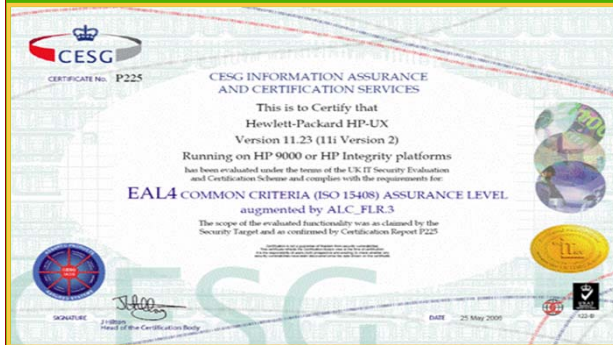 CESG
CERTIFICATE No. P225
CESG INFORMATION ASSURANCE
AND CERTIFICATION SERVICES
This is to Certify that
Hewlett-Packard HP-UX
Version 11.23 (11i Version 2)
Running on HP 9000 or HP Integrity platforms
has been evaluated under the terms of the UK IT Security Evaluation
and Certification Scheme and complies with the requirements for:
EAL4 COMMON CRITERIA (ISO 15408) ASSURANCE LEVEL
augmented by ALC_FLR.3
The scope of the evaluated functionality was as claimed by the
Security Target and as confirmed by Certification Report P225
SIGNATURE
J Hilton
Head of the Certification Body
DATE 25 May 2006
CESG